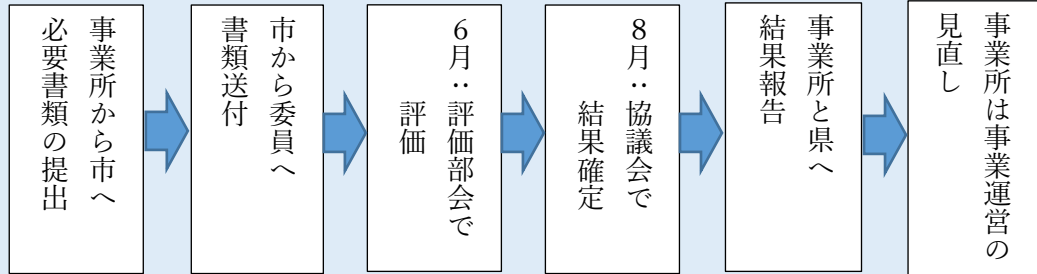 事業所から市へ
必要書類の提出
市から委員へ
書類送付
6月：評価部会で
評価
8月：協議会で
結果確定
事業所と県へ
結果報告
事業所は事業運営の
見直し